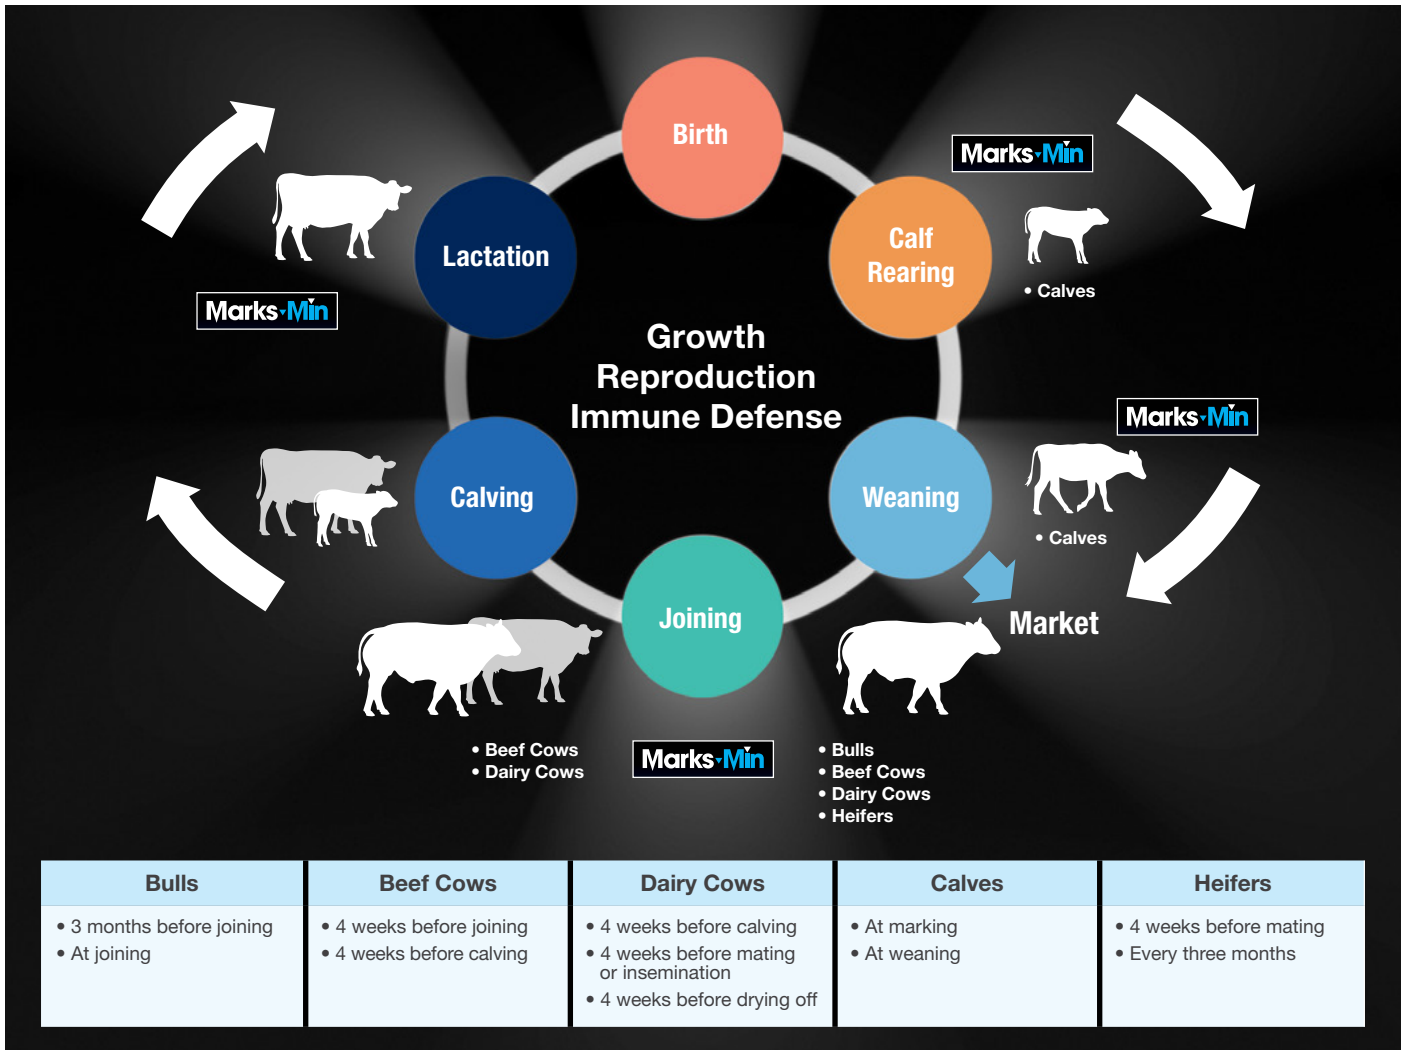 Birth
Marks-Min
Calf
Rearing
• Calves
Lactation
Marks-Min
Growth
Reproduction
Immune Defense
Marks-Min
Calving
Weaning
• Calves
Joining
Market
• Beef Cows
• Dairy Cows
Marks-Min
• Bulls
• Beef Cows
• Dairy Cows
• Heifers
Bulls
• 3 months before joining
• At joining
Beef Cows
• 4 weeks before joining
• 4 weeks before calving
Dairy Cows
• 4 weeks before calving
• 4 weeks before mating
or insemination
• 4 weeks before drying off
Calves
• At marking
• At weaning
Heifers
• 4 weeks before mating
• Every three months